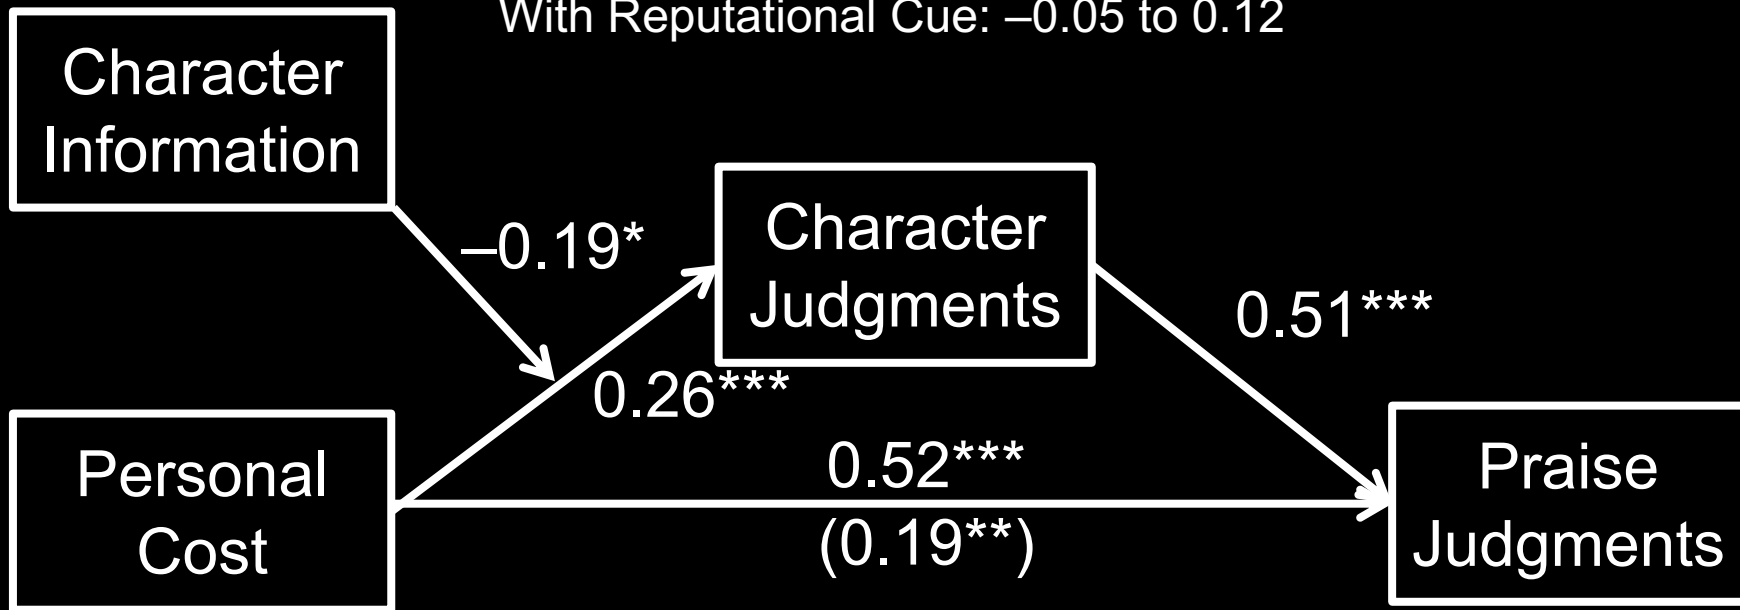 With Reputational Cue: –0.05 to 0.12
Character
Information
–0.19*
Character
Judgments
0.51***
0.26***
Personal
Cost
0.52***
(0.19**)
Praise
Judgments